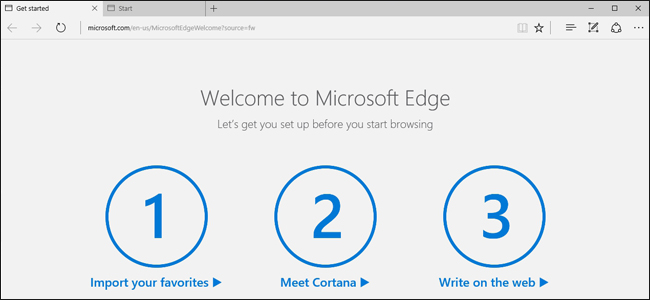 Get started
Start
microsoft.com/en-us/MicrosoftEdgeWelcome?source=fw
Welcome to Microsoft Edge
Let's get you set up before you start browsing
1 2 3
Import your favorites ▶ Meet Cortana ▶ Write on the web ▶